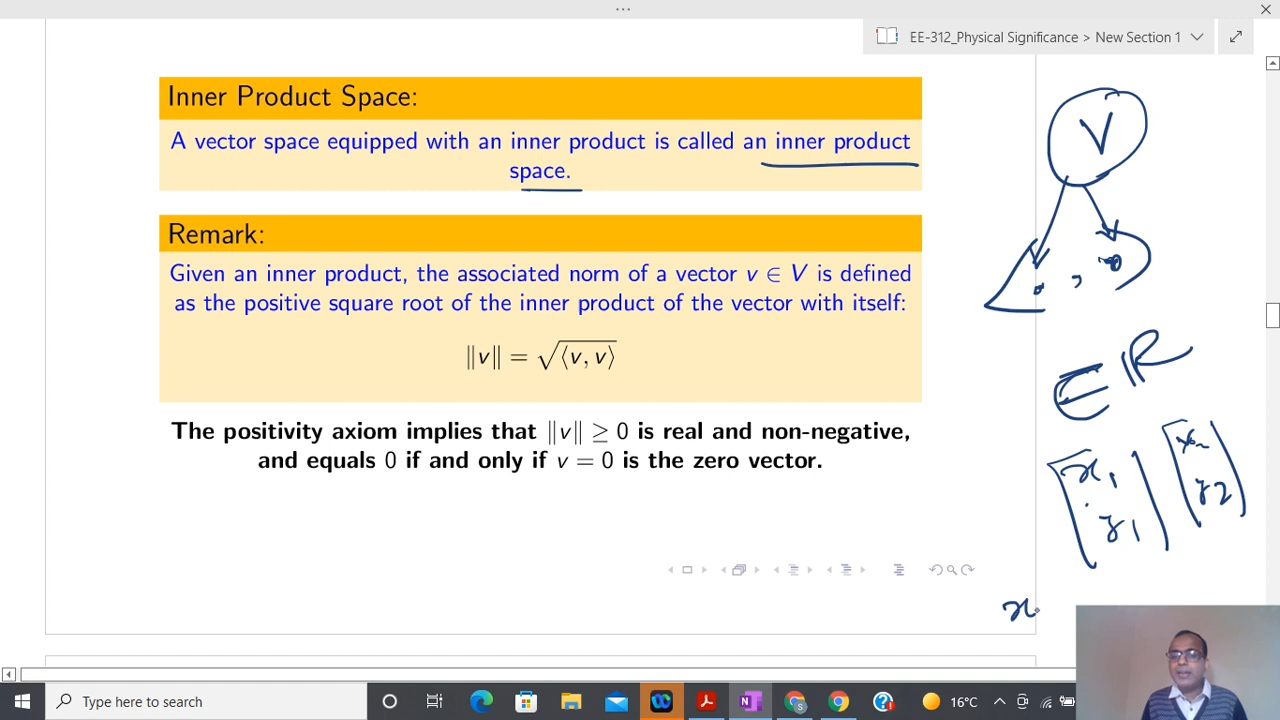 EE-312_Physical Significance > New Section 1
Inner Product Space:
A vector space equipped with an inner product is called an inner product
space.
Remark:
Given an inner product, the associated norm of a vector v ∈ V is defined
as the positive square root of the inner product of the vector with itself:
‖v‖ = √⟨v, v⟩
The positivity axiom implies that ‖v‖ ≥ 0 is real and non-negative,
and equals 0 if and only if v = 0 is the zero vector.
V
∈ ℝ
x₁ x₂
y₁ y₂
x
Type here to search
16°C